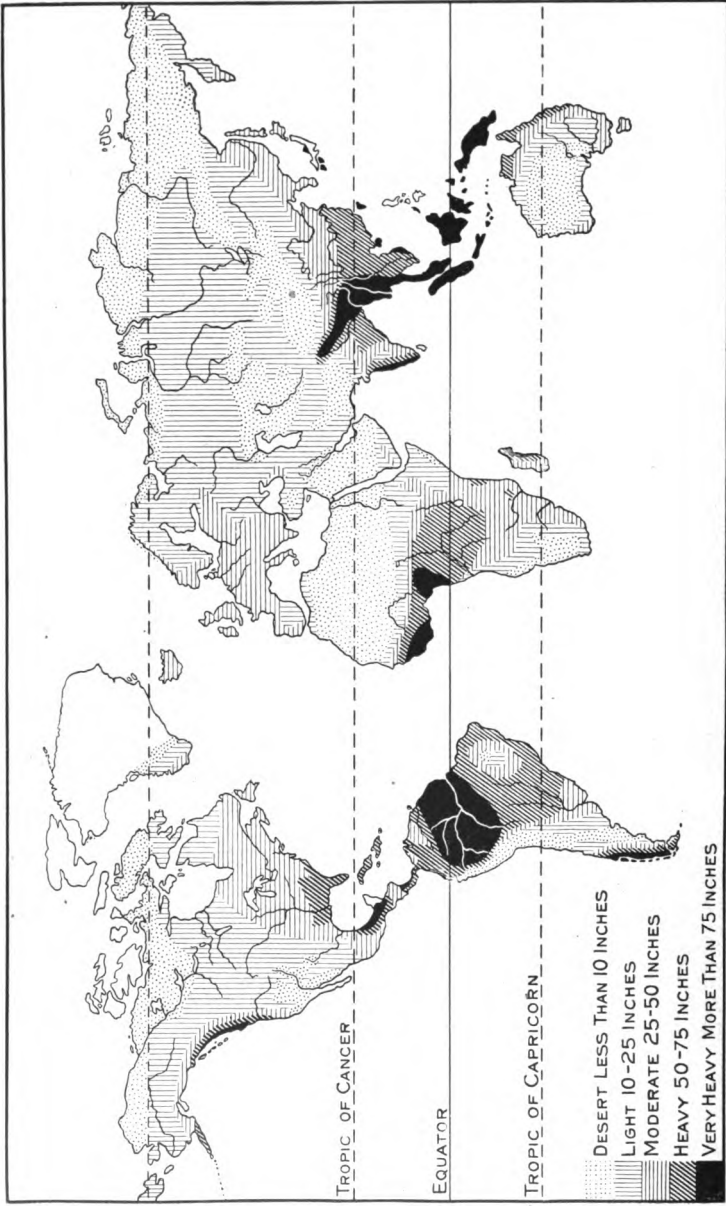 TROPIC OF CANCER
EQUATOR
TROPIC OF CAPRICORN
DESERT LESS THAN 10 INCHES
LIGHT 10-25 INCHES
MODERATE 25-50 INCHES
HEAVY 50-75 INCHES
VERY HEAVY MORE THAN 75 INCHES